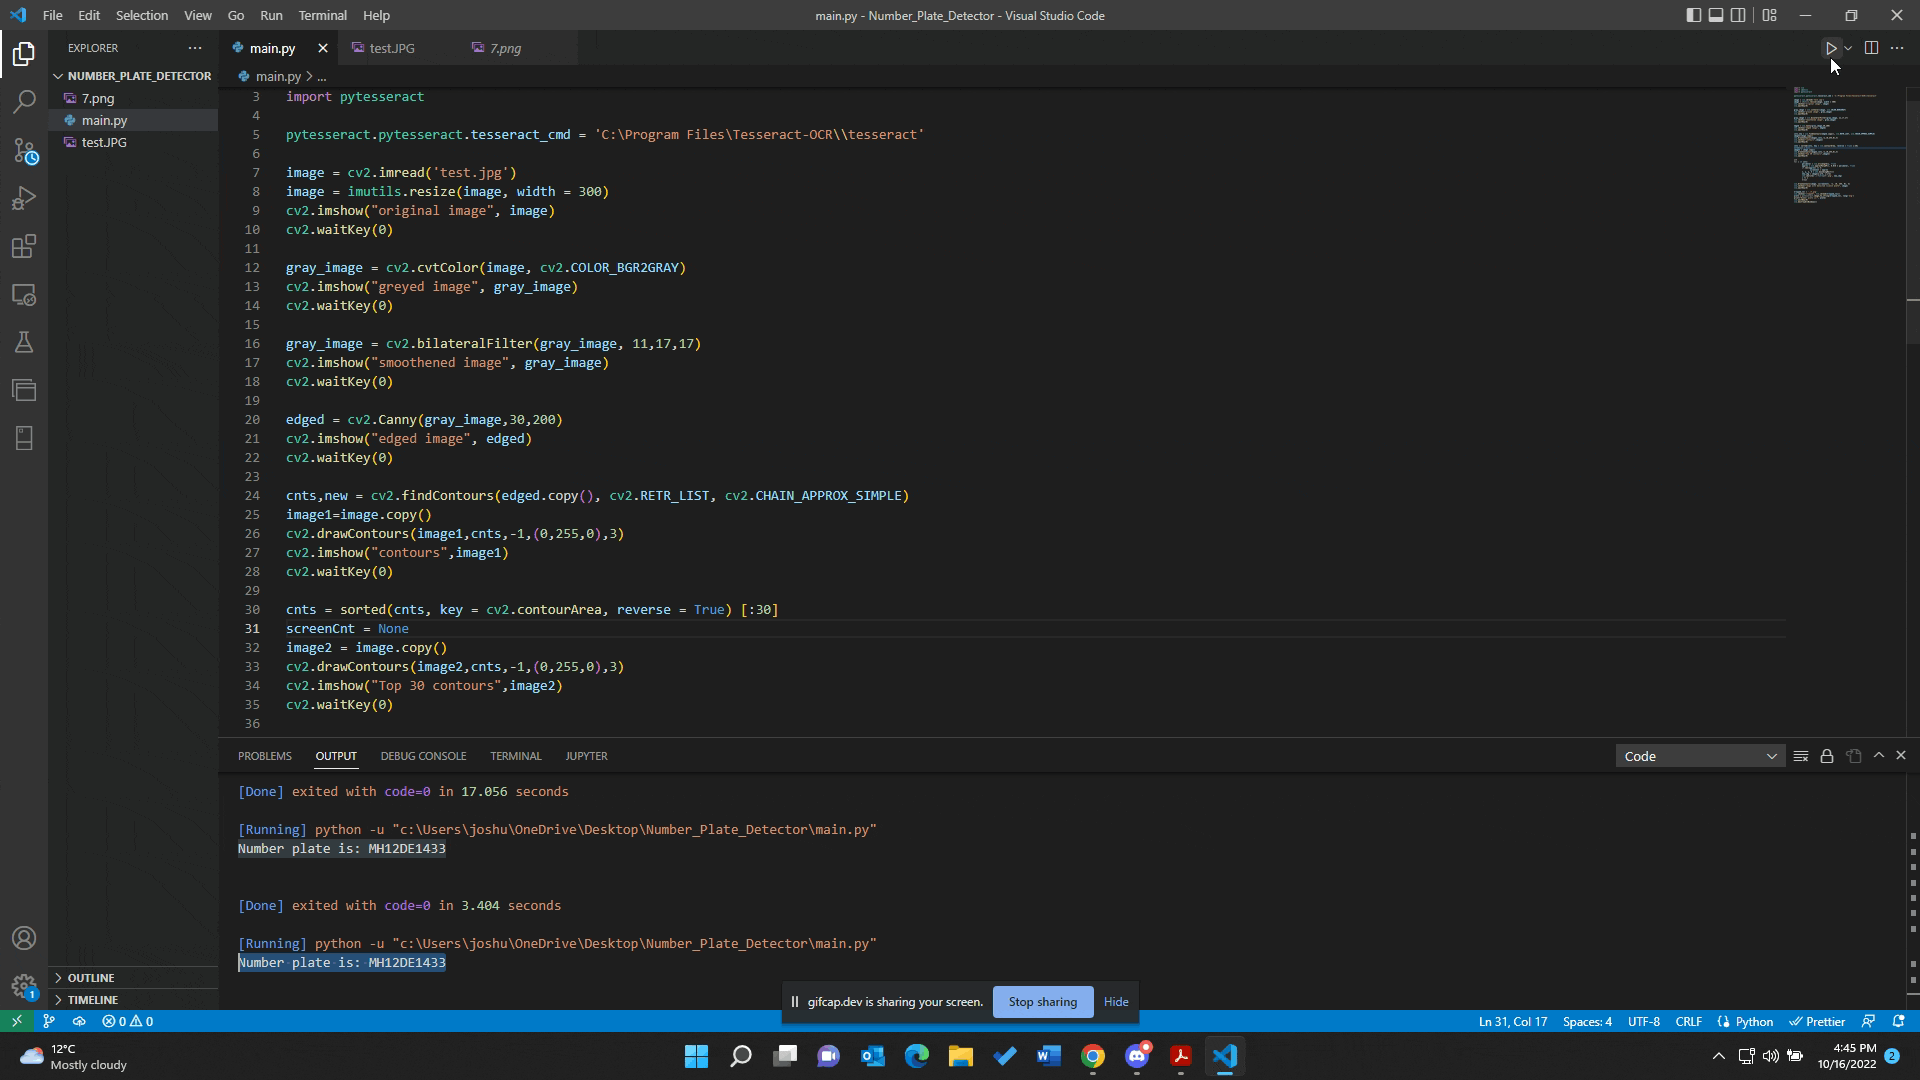 File Edit Selection View Go Run Terminal Help
main.py - Number_Plate_Detector - Visual Studio Code
EXPLORER
NUMBER_PLATE_DETECTOR
7.png
main.py
test.JPG
OUTLINE
TIMELINE
main.py test.JPG 7.png
main.py > ...
3 import pytesseract
4
5 pytesseract.pytesseract.tesseract_cmd = 'C:\Program Files\Tesseract-OCR\\tesseract'
6
7 image = cv2.imread('test.jpg')
8 image = imutils.resize(image, width = 300)
9 cv2.imshow("original image", image)
10 cv2.waitKey(0)
11
12 gray_image = cv2.cvtColor(image, cv2.COLOR_BGR2GRAY)
13 cv2.imshow("greyed image", gray_image)
14 cv2.waitKey(0)
15
16 gray_image = cv2.bilateralFilter(gray_image, 11,17,17)
17 cv2.imshow("smoothened image", gray_image)
18 cv2.waitKey(0)
19
20 edged = cv2.Canny(gray_image,30,200)
21 cv2.imshow("edged image", edged)
22 cv2.waitKey(0)
23
24 cnts,new = cv2.findContours(edged.copy(), cv2.RETR_LIST, cv2.CHAIN_APPROX_SIMPLE)
25 image1=image.copy()
26 cv2.drawContours(image1,cnts,-1,(0,255,0),3)
27 cv2.imshow("contours",image1)
28 cv2.waitKey(0)
29
30 cnts = sorted(cnts, key = cv2.contourArea, reverse = True) [:30]
31 screenCnt = None
32 image2 = image.copy()
33 cv2.drawContours(image2,cnts,-1,(0,255,0),3)
34 cv2.imshow("Top 30 contours",image2)
35 cv2.waitKey(0)
36
PROBLEMS OUTPUT DEBUG CONSOLE TERMINAL JUPYTER
Code
[Done] exited with code=0 in 17.056 seconds
[Running] python -u "c:\Users\joshu\OneDrive\Desktop\Number_Plate_Detector\main.py"
Number plate is: MH12DE1433
[Done] exited with code=0 in 3.404 seconds
[Running] python -u "c:\Users\joshu\OneDrive\Desktop\Number_Plate_Detector\main.py"
Number plate is: MH12DE1433
gifcap.dev is sharing your screen. Stop sharing Hide
1
0 0
Ln 31, Col 17 Spaces: 4 UTF-8 CRLF Python Prettier
12°C
Mostly cloudy
4:45 PM
10/16/2022
2